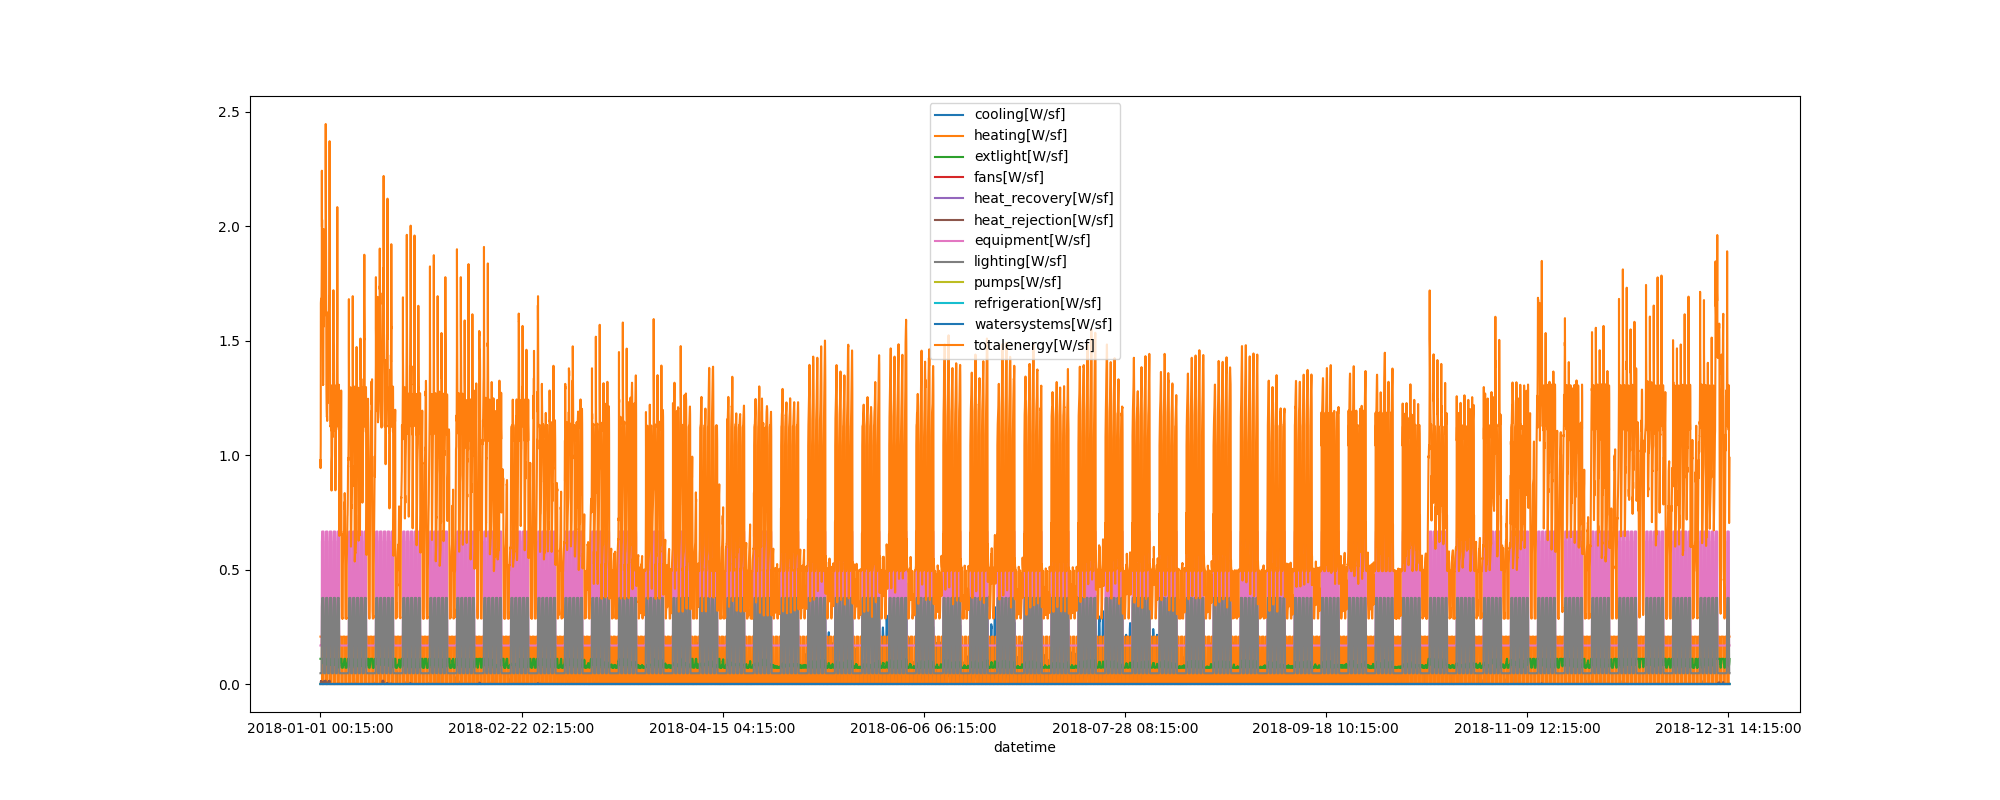 2.5
2.0
1.5
1.0
0.5
0.0
cooling[W/sf]
heating[W/sf]
extlight[W/sf]
fans[W/sf]
heat_recovery[W/sf]
heat_rejection[W/sf]
equipment[W/sf]
lighting[W/sf]
pumps[W/sf]
refrigeration[W/sf]
watersystems[W/sf]
totalenergy[W/sf]
2018-01-01 00:15:00 2018-02-22 02:15:00 2018-04-15 04:15:00 2018-06-06 06:15:00 2018-07-28 08:15:00 2018-09-18 10:15:00 2018-11-09 12:15:00 2018-12-31 14:15:00
datetime